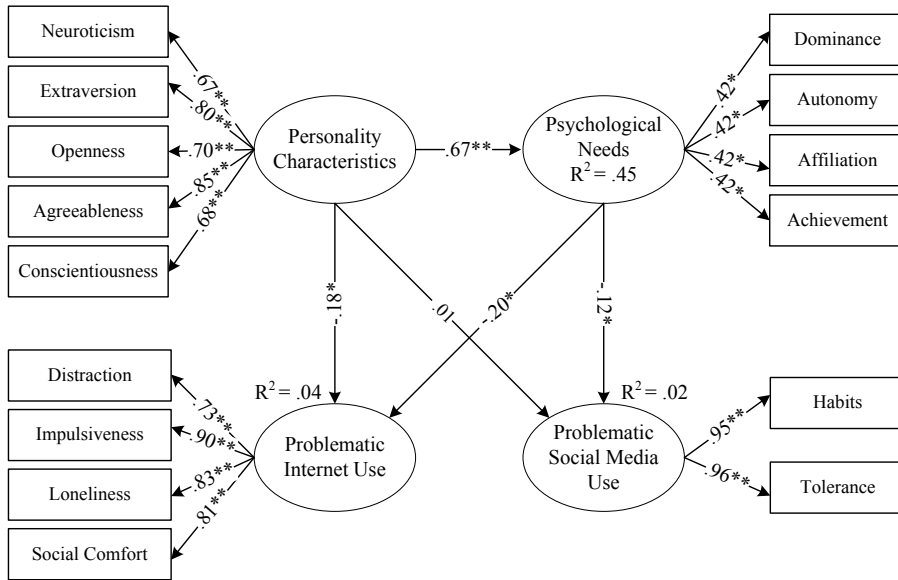 Neuroticism
Extraversion
Openness
Agreeableness
Conscientiousness
.67**
.80**
.70**
.85**
.68**
Personality
Characteristics
.67**
Psychological
Needs
R² = .45
.42*
.42*
.42*
.42*
Dominance
Autonomy
Affiliation
Achievement
-.18*
.01
-.20*
-.12*
Distraction
Impulsiveness
Loneliness
Social Comfort
.73**
.90**
.83**
.81**
R² = .04
Problematic
Internet Use
R² = .02
Problematic
Social Media
Use
.95**
.96**
Habits
Tolerance